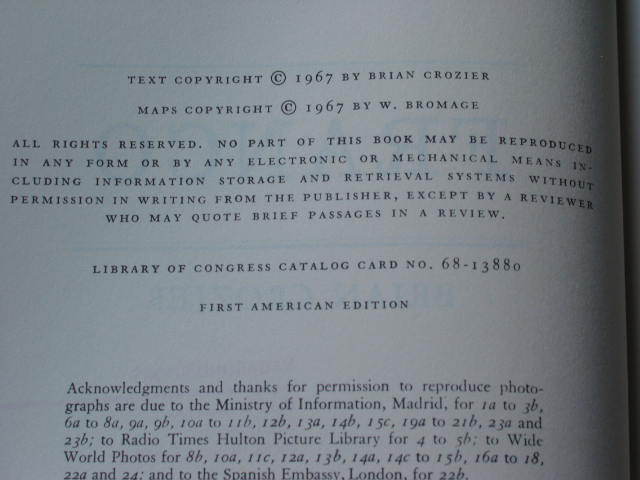 TEXT COPYRIGHT © 1967 BY BRIAN CROZIER
MAPS COPYRIGHT © 1967 BY W. BROMAGE
ALL RIGHTS RESERVED. NO PART OF THIS BOOK MAY BE REPRODUCED
IN ANY FORM OR BY ANY ELECTRONIC OR MECHANICAL MEANS IN-
CLUDING INFORMATION STORAGE AND RETRIEVAL SYSTEMS WITHOUT
PERMISSION IN WRITING FROM THE PUBLISHER, EXCEPT BY A REVIEWER
WHO MAY QUOTE BRIEF PASSAGES IN A REVIEW.
LIBRARY OF CONGRESS CATALOG CARD NO. 68-13880
FIRST AMERICAN EDITION
Acknowledgments and thanks for permission to reproduce photo-
graphs are due to the Ministry of Information, Madrid, for 1a to 3b,
6a to 8a, 9a, 9b, 10a to 11b, 12b, 13a, 14b, 15c, 19a to 21b, 23a and
23b; to Radio Times Hulton Picture Library for 4 to 5b; to Wide
World Photos for 8b, 10a, 11c, 12a, 13b, 14a, 14c to 15b, 16a to 18,
22a and 24; and to the Spanish Embassy, London, for 22b.